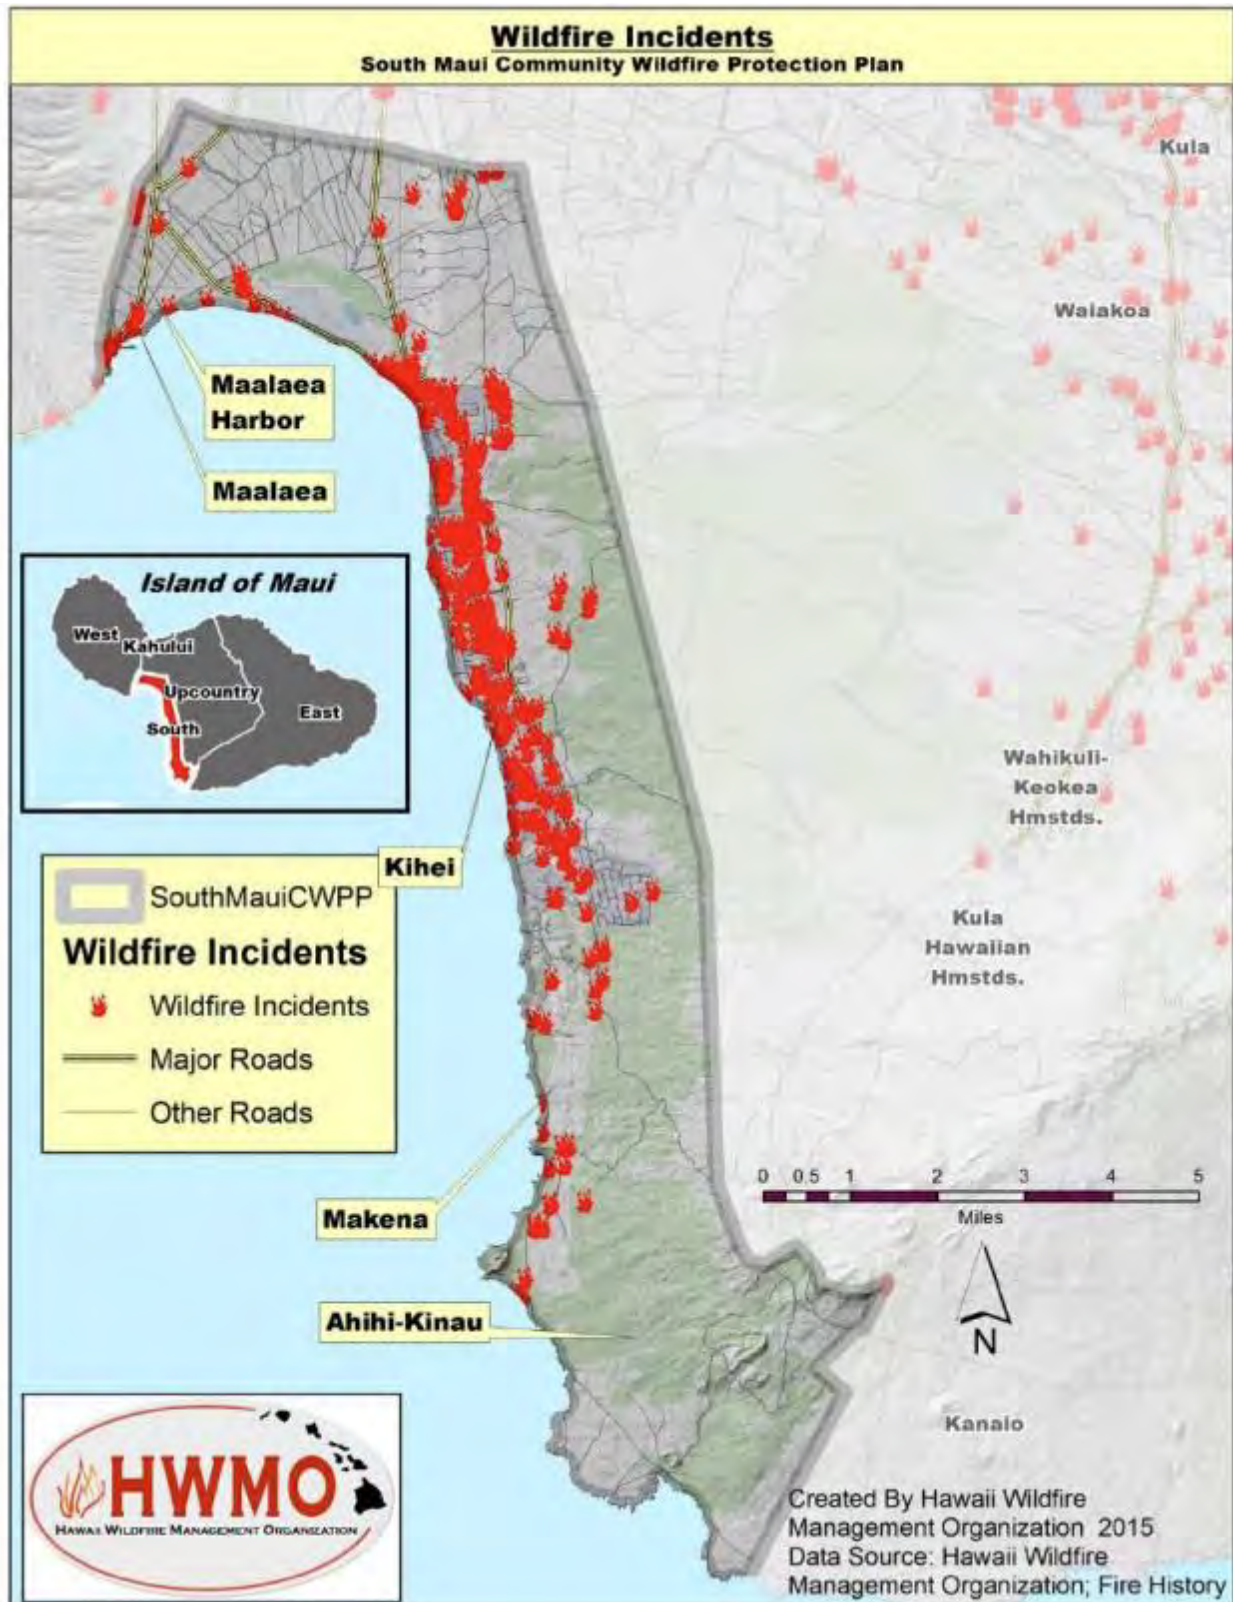 Wildfire Incidents
South Maui Community Wildfire Protection Plan
Kula
Waiakoa
Maalaea
Harbor
Maalaea
Island of Maui
West
Kahului
Upcountry
East
South
Wahikuli-
Keokea
Hmstds.
Kihei
SouthMauiCWPP
Wildfire Incidents
Wildfire Incidents
Major Roads
Other Roads
Kula
Hawaiian
Hmstds.
0 0.5 1 2 3 4 5
Miles
Makena
N
Ahihi-Kinau
Kanaio
HWMO
HAWAII WILDFIRE MANAGEMENT ORGANIZATION
Created By Hawaii Wildfire
Management Organization 2015
Data Source: Hawaii Wildfire
Management Organization; Fire History